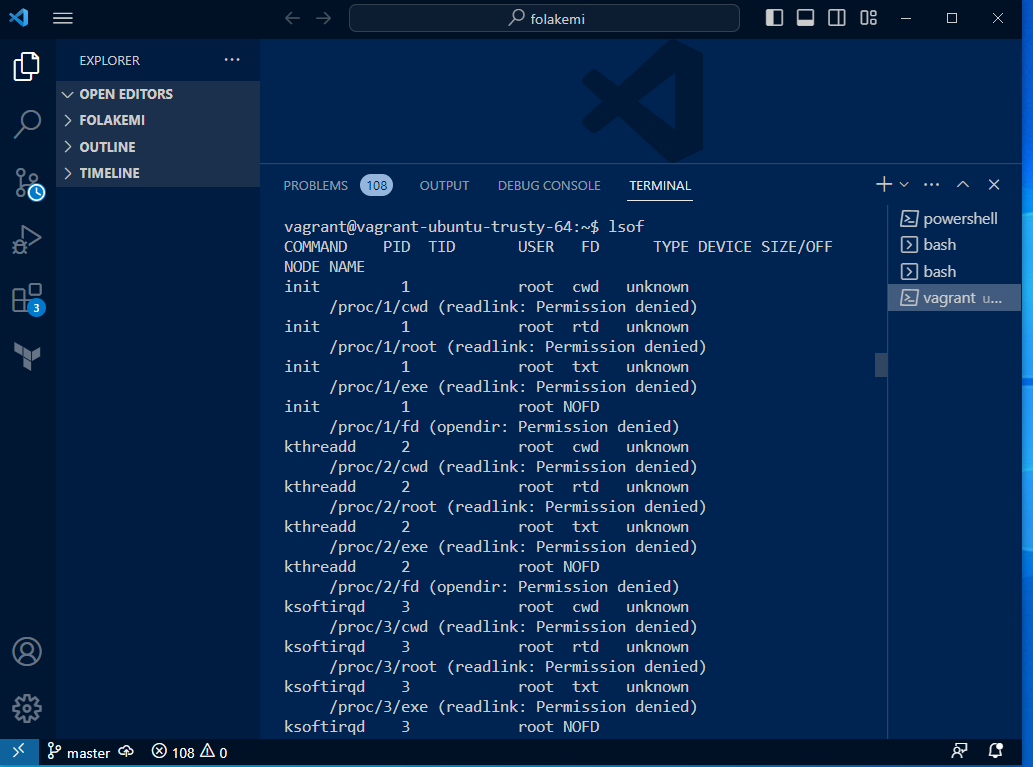 folakemi
EXPLORER
OPEN EDITORS
FOLAKEMI
OUTLINE
TIMELINE
3
PROBLEMS 108 OUTPUT DEBUG CONSOLE TERMINAL
vagrant@vagrant-ubuntu-trusty-64:~$ lsof
COMMAND    PID  TID       USER   FD      TYPE DEVICE SIZE/OFF
NODE NAME
init         1            root  cwd   unknown
     /proc/1/cwd (readlink: Permission denied)
init         1            root  rtd   unknown
     /proc/1/root (readlink: Permission denied)
init         1            root  txt   unknown
     /proc/1/exe (readlink: Permission denied)
init         1            root NOFD
     /proc/1/fd (opendir: Permission denied)
kthreadd     2            root  cwd   unknown
     /proc/2/cwd (readlink: Permission denied)
kthreadd     2            root  rtd   unknown
     /proc/2/root (readlink: Permission denied)
kthreadd     2            root  txt   unknown
     /proc/2/exe (readlink: Permission denied)
kthreadd     2            root NOFD
     /proc/2/fd (opendir: Permission denied)
ksoftirqd    3            root  cwd   unknown
     /proc/3/cwd (readlink: Permission denied)
ksoftirqd    3            root  rtd   unknown
     /proc/3/root (readlink: Permission denied)
ksoftirqd    3            root  txt   unknown
     /proc/3/exe (readlink: Permission denied)
ksoftirqd    3            root NOFD
powershell
bash
bash
vagrant u...
master 108 0